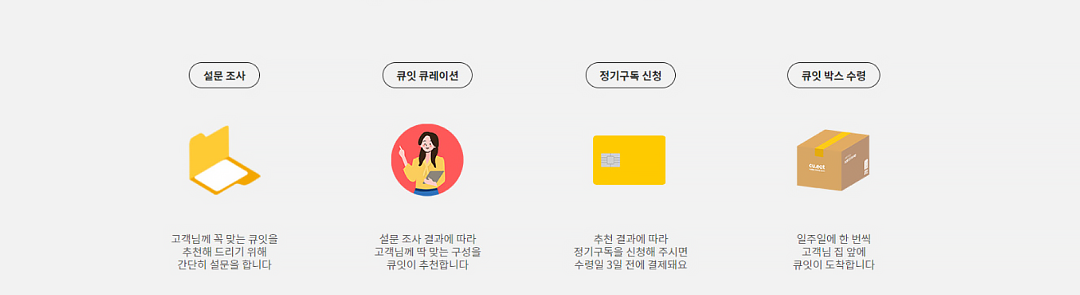 설문 조사
큐잇 큐레이션
정기구독 신청
큐잇 박스 수령
cu.eat
고객님께 꼭 맞는 큐잇을
추천해 드리기 위해
간단히 설문을 합니다
설문 조사 결과에 따라
고객님께 딱 맞는 구성을
큐잇이 추천합니다
추천 결과에 따라
정기구독을 신청해 주시면
수령일 3일 전에 결제돼요
일주일에 한 번씩
고객님 집 앞에
큐잇이 도착합니다